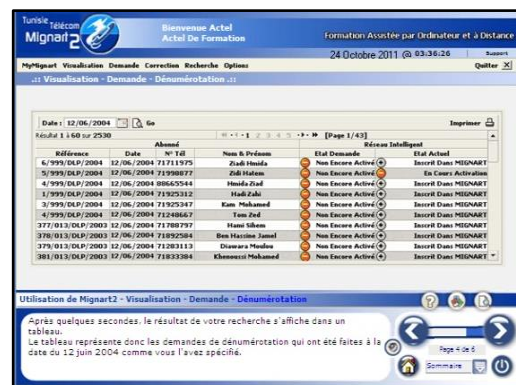 Tunisie Télécom
Mignart2
Bienvenue Actel
Actel De Formation
Formation Assistée par Ordinateur et à Distance
24 Octobre 2011 @ 03:36:26 Support
MyMignart Visualisation Demande Correction Recherche Options Quitter X
.:: Visualisation - Demande - Dénumérotation .::
Date : 12/06/2004 Go Imprimer
Résultat 1 à 60 sur 2530 1 2 3 4 5 [Page 1/43]
Abonné Réseau Intelligent
Référence Date N° Tél Nom & Prénom Etat Demande Etat Actuel
6/999/DLP/2004 12/06/2004 71711975 Ziadi Hmida Non Encore Activé Inscrit Dans MIGNART
5/999/DLP/2004 12/06/2004 71990877 Zidi Hatem Non Encore Activé En Cours Activation
4/999/DLP/2004 12/06/2004 88665544 Hmida Ziad Non Encore Activé Inscrit Dans MIGNART
1/999/DLP/2004 12/06/2004 71925312 Hadi Zahi Non Encore Activé Inscrit Dans MIGNART
3/999/DLP/2004 12/06/2004 71925347 Kam Mohamed Non Encore Activé Inscrit Dans MIGNART
4/999/DLP/2004 12/06/2004 71248667 Tom Zed Non Encore Activé Inscrit Dans MIGNART
377/013/DLP/2003 12/06/2004 71788797 Hami Sihem Non Encore Activé Inscrit Dans MIGNART
378/013/DLP/2003 12/06/2004 71892584 Ben Hassine Jamel Non Encore Activé Inscrit Dans MIGNART
379/013/DLP/2003 12/06/2004 71283113 Diawara Moulou Non Encore Activé Inscrit Dans MIGNART
381/013/DLP/2003 12/06/2004 71833384 Khenoussi Mohamed Non Encore Activé Inscrit Dans MIGNART
Utilisation de Mignart2 - Visualisation - Demande - Dénumérotation
Après quelques secondes, le résultat de votre recherche s'affiche dans un
tableau.
Le tableau représente donc les demandes de dénumérotation qui ont été faites à la
date du 12 juin 2004 comme vous l'avez spécifié.
Page 4 de 6
Sommaire